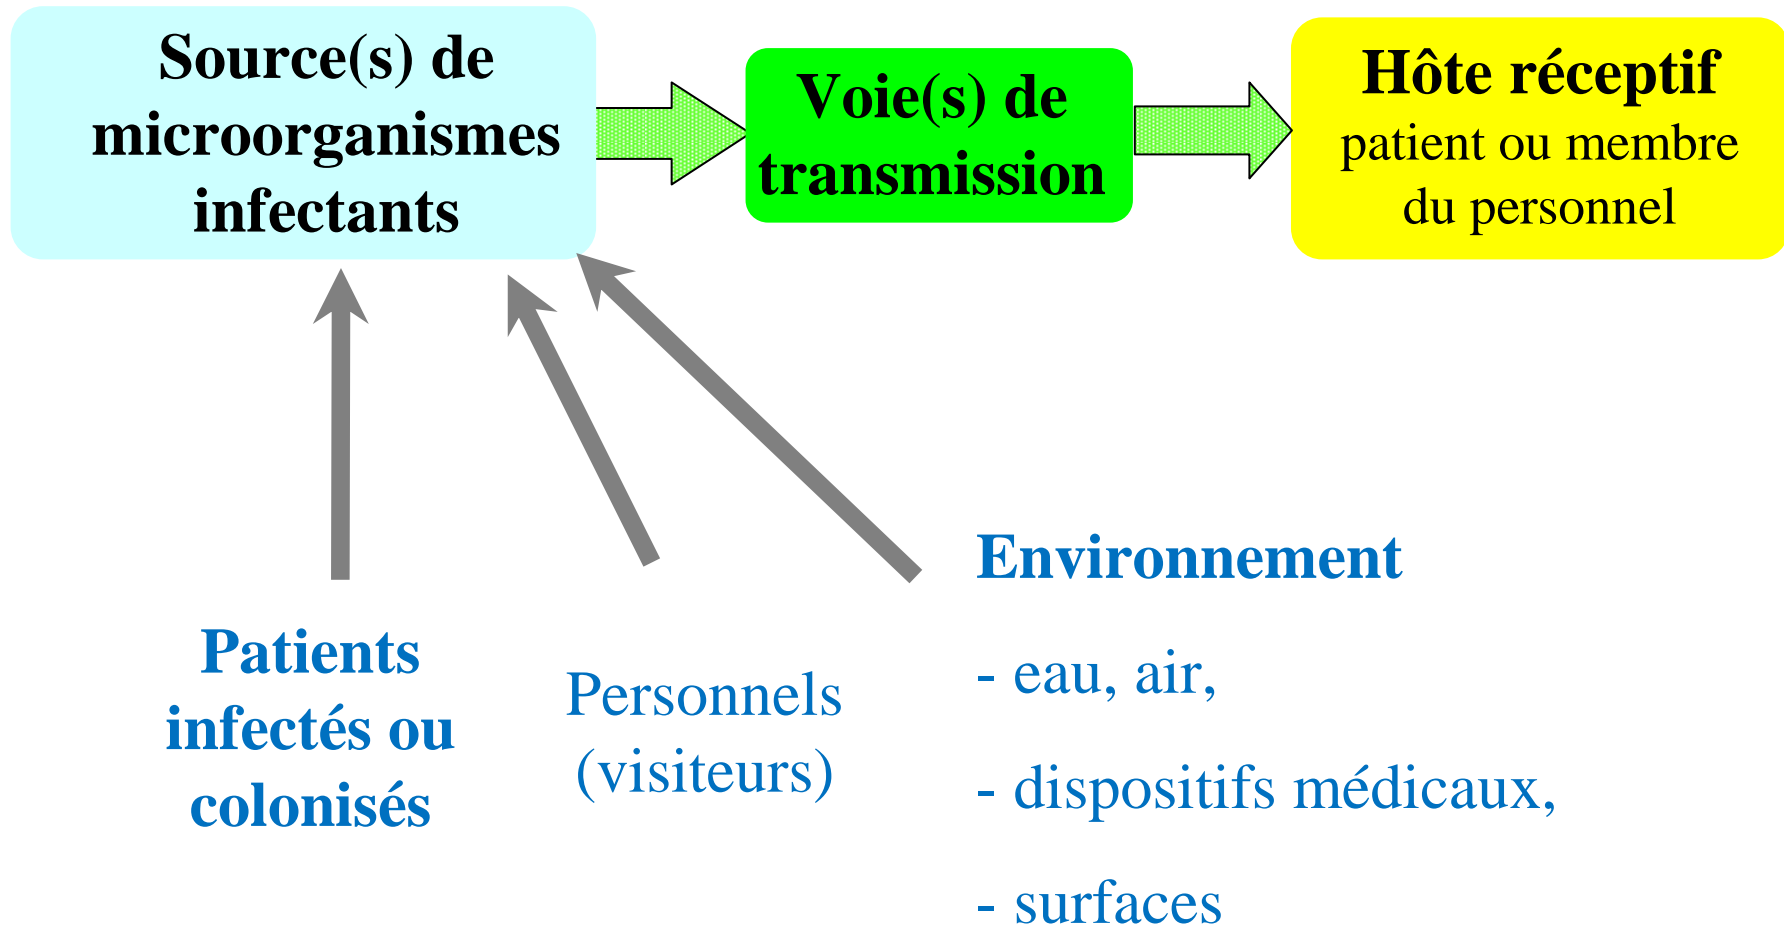 Source(s) de
microorganismes
infectants
Voie(s) de
transmission
Hôte réceptif
patient ou membre
du personnel
Patients
infectés ou
colonisés
Personnels
(visiteurs)
Environnement
- eau, air,
- dispositifs médicaux,
- surfaces